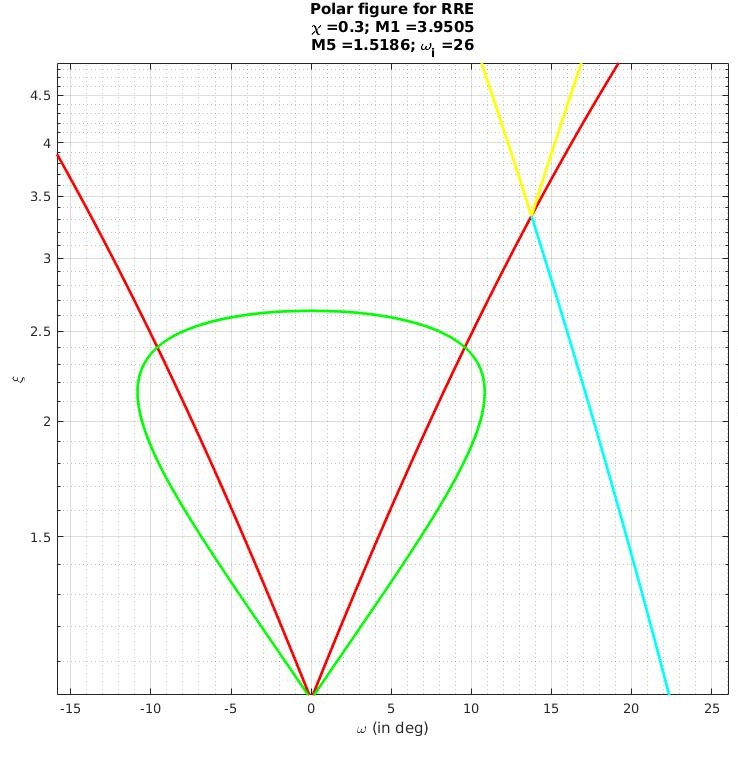 Polar figure for RRE
χ =0.3; M1 =3.9505
M5 =1.5186; ωi =26
4.5
4
3.5
3
2.5
2
1.5
ξ
-15 -10 -5 0 5 10 15 20 25
ω (in deg)